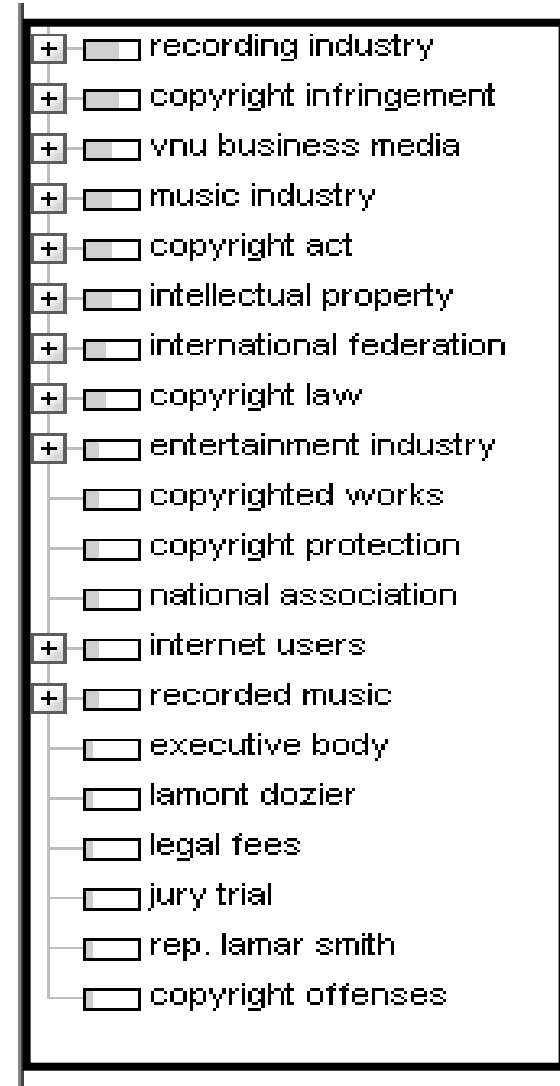 recording industry
copyright infringement
vnu business media
music industry
copyright act
intellectual property
international federation
copyright law
entertainment industry
copyrighted works
copyright protection
national association
internet users
recorded music
executive body
lamont dozier
legal fees
jury trial
rep. lamar smith
copyright offenses